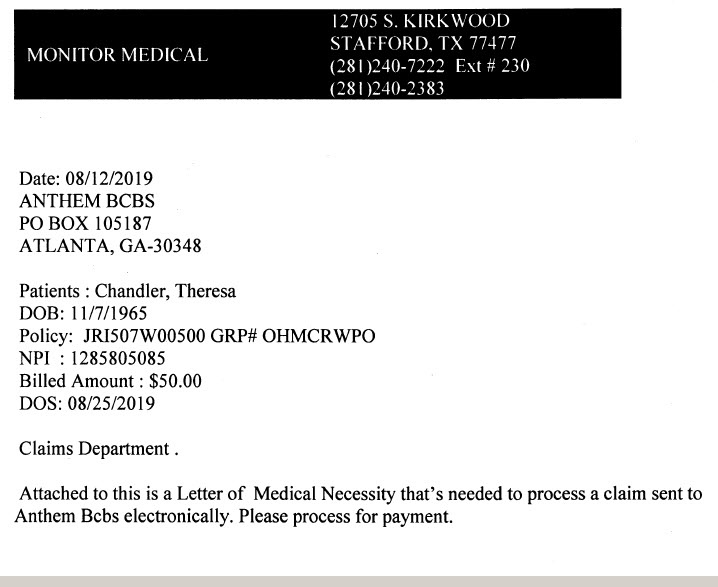 MONITOR MEDICAL
12705 S. KIRKWOOD
STAFFORD, TX 77477
(281)240-7222 Ext # 230
(281)240-2383
Date: 08/12/2019
ANTHEM BCBS
PO BOX 105187
ATLANTA, GA-30348
Patients : Chandler, Theresa
DOB: 11/7/1965
Policy: JRI507W00500 GRP# OHMCRWPO
NPI : 1285805085
Billed Amount : $50.00
DOS: 08/25/2019
Claims Department .
Attached to this is a Letter of Medical Necessity that's needed to process a claim sent to
Anthem Bcbs electronically. Please process for payment.